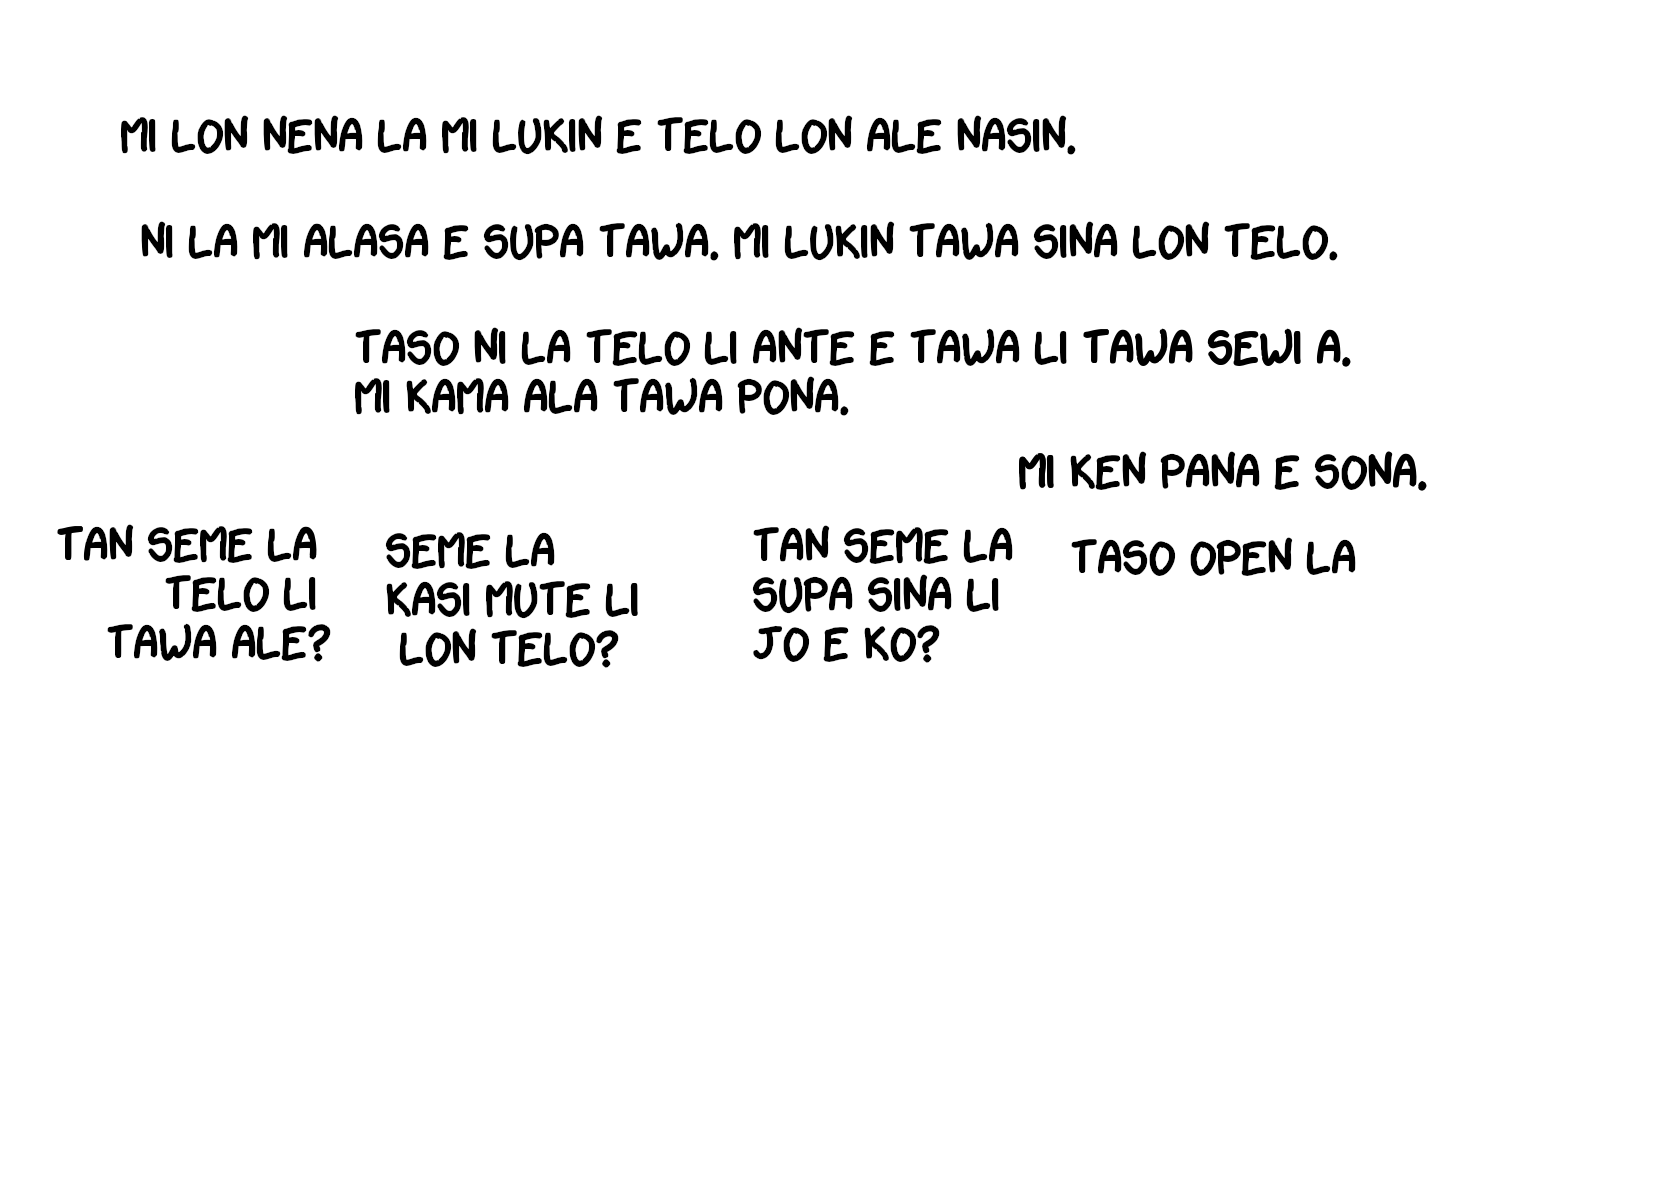 MI LON NENA LA MI LUKIN E TELO LON ALE NASIN.
NI LA MI ALASA E SUPA TAWA. MI LUKIN TAWA SINA LON TELO.
TASO NI LA TELO LI ANTE E TAWA LI TAWA SEWI A.
MI KAMA ALA TAWA PONA.
MI KEN PANA E SONA.
TAN SEME LA
TELO LI
TAWA ALE?
SEME LA
KASI MUTE LI
LON TELO?
TAN SEME LA
SUPA SINA LI
JO E KO?
TASO OPEN LA